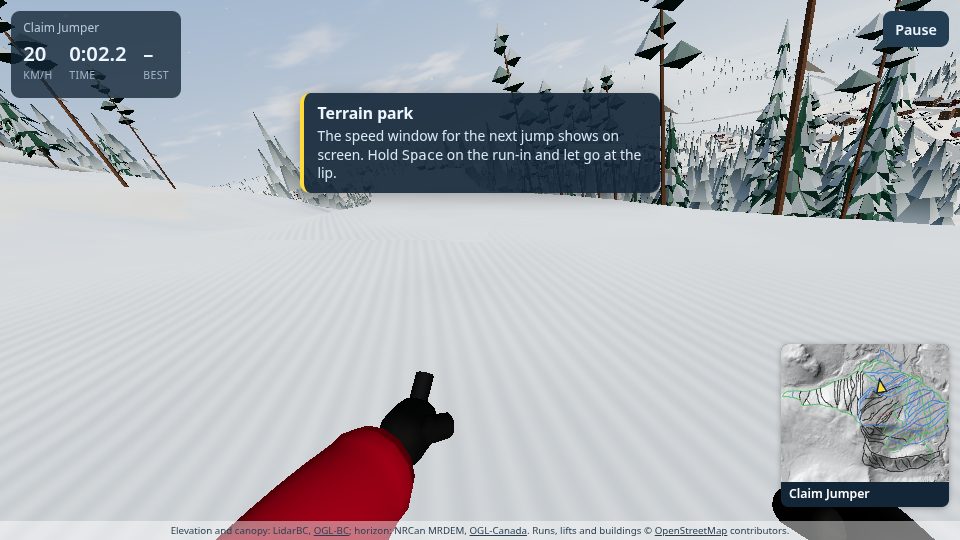 Claim Jumper
20 0:02.2 –
KM/H TIME BEST
Pause
Terrain park
The speed window for the next jump shows on
screen. Hold Space on the run-in and let go at the
lip.
Claim Jumper
Elevation and canopy: LidarBC, OGL-BC; horizon: NRCan MRDEM, OGL-Canada. Runs, lifts and buildings © OpenStreetMap contributors.